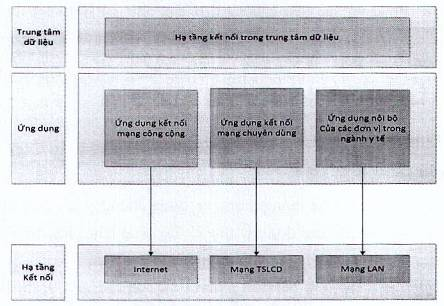 Trung tâm
dữ liệu
Hạ tầng kết nối trong trung tâm dữ liệu
Ứng dụng
Ứng dụng kết nối
mạng công cộng
Ứng dụng kết nối
mạng chuyên dùng
Ứng dụng nội bộ
Của các đơn vị trong
ngành y tế
Hạ tầng
Kết nối
Internet
Mạng TSLCD
Mạng LAN